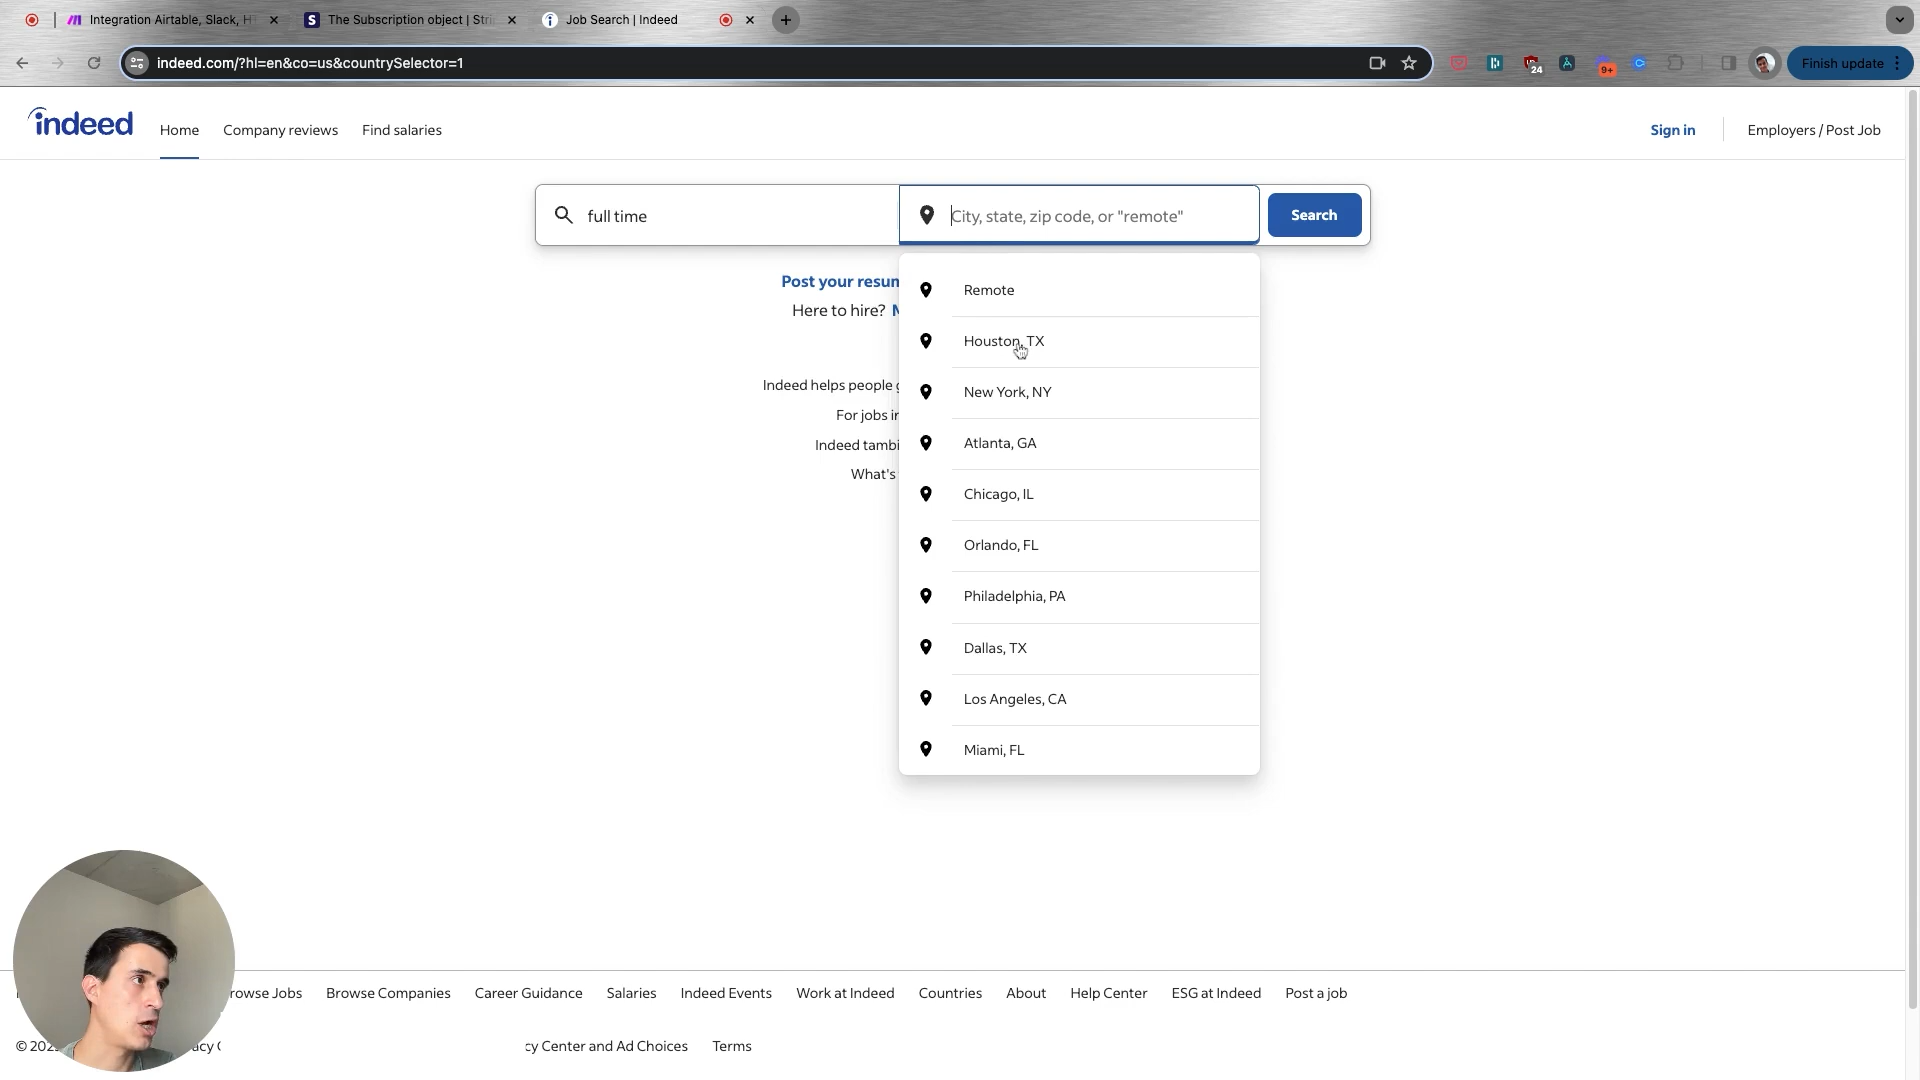 Integration Airtable, Slack, H
The Subscription object | Stri
Job Search | Indeed
indeed.com/?hl=en&co=us&countrySelector=1
24
9+
Finish update
indeed
Home
Company reviews
Find salaries
Sign in
Employers / Post Job
full time
City, state, zip code, or "remote"
Search
Post your resum
Here to hire?
Indeed helps people g
For jobs in
Indeed tambi
What's
Remote
Houston, TX
New York, NY
Atlanta, GA
Chicago, IL
Orlando, FL
Philadelphia, PA
Dallas, TX
Los Angeles, CA
Miami, FL
rowse Jobs
Browse Companies
Career Guidance
Salaries
Indeed Events
Work at Indeed
Countries
About
Help Center
ESG at Indeed
Post a job
© 202
acy C
cy Center and Ad Choices
Terms